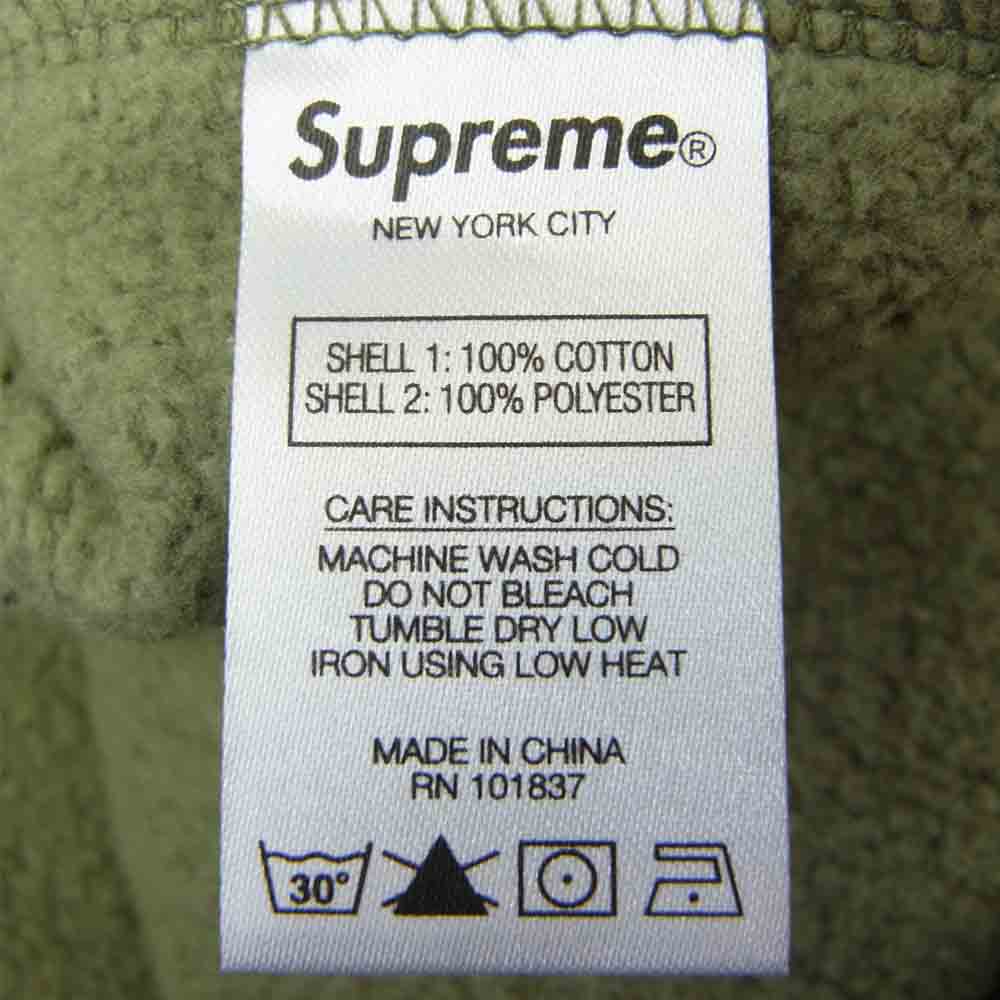 Supreme®
NEW YORK CITY
SHELL 1: 100% COTTON
SHELL 2: 100% POLYESTER
CARE INSTRUCTIONS:
MACHINE WASH COLD
DO NOT BLEACH
TUMBLE DRY LOW
IRON USING LOW HEAT
MADE IN CHINA
RN 101837
30°